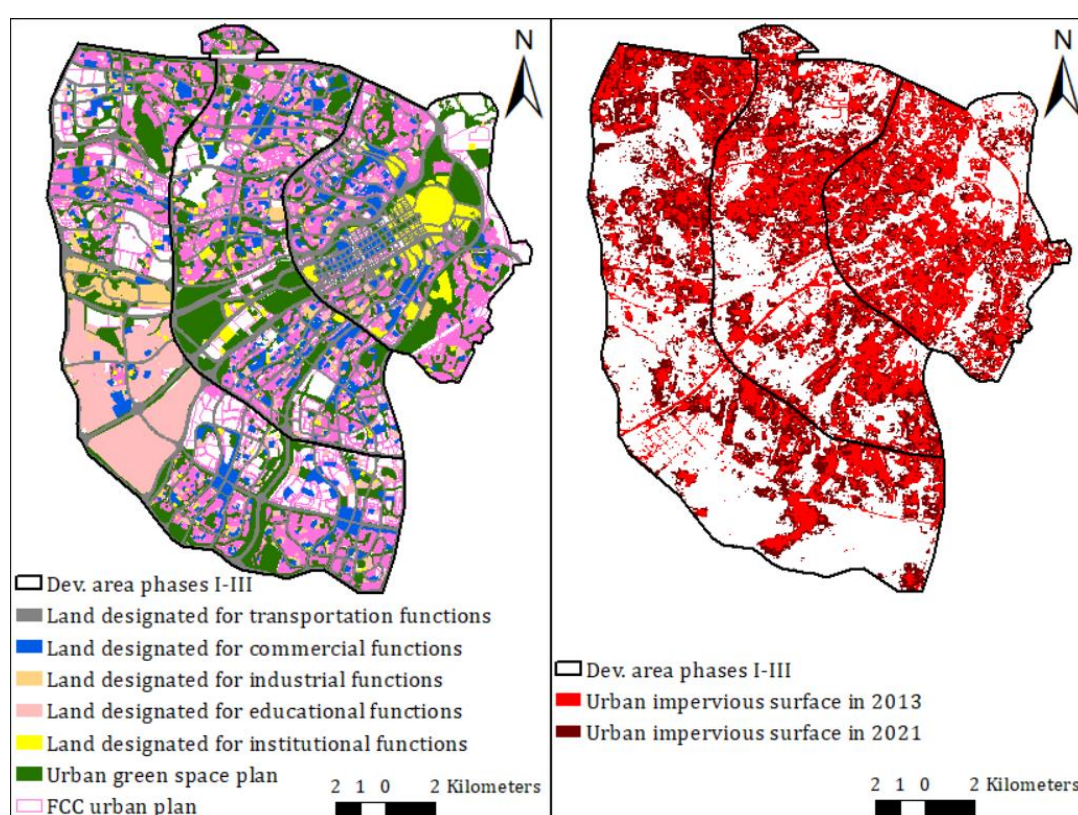 N
Dev. area phases I-III
Land designated for transportation functions
Land designated for commercial functions
Land designated for industrial functions
Land designated for educational functions
Land designated for institutional functions
Urban green space plan
FCC urban plan
2 1 0 2 Kilometers
N
Dev. area phases I-III
Urban impervious surface in 2013
Urban impervious surface in 2021
2 1 0 2 Kilometers